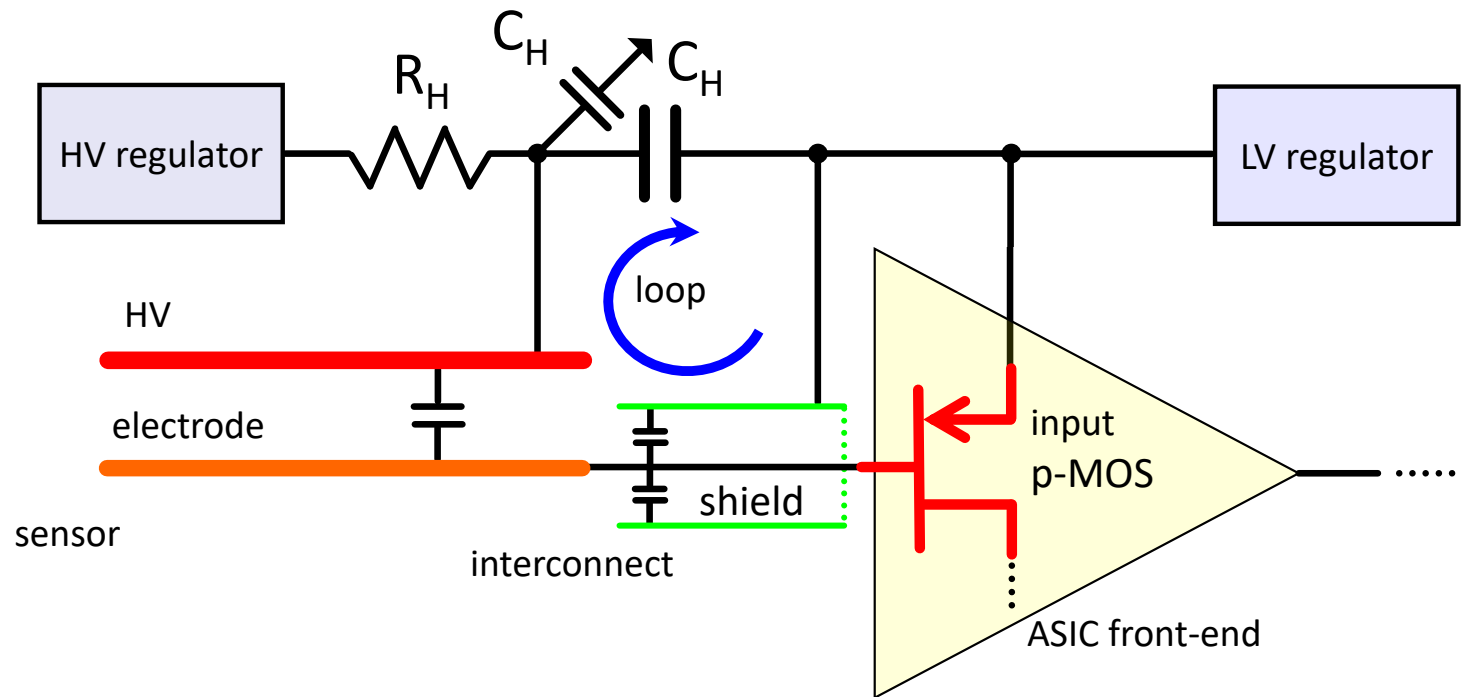 C_H
C_H
R_H
HV regulator
LV regulator
loop
HV
electrode
input
p-MOS
shield
sensor
interconnect
ASIC front-end